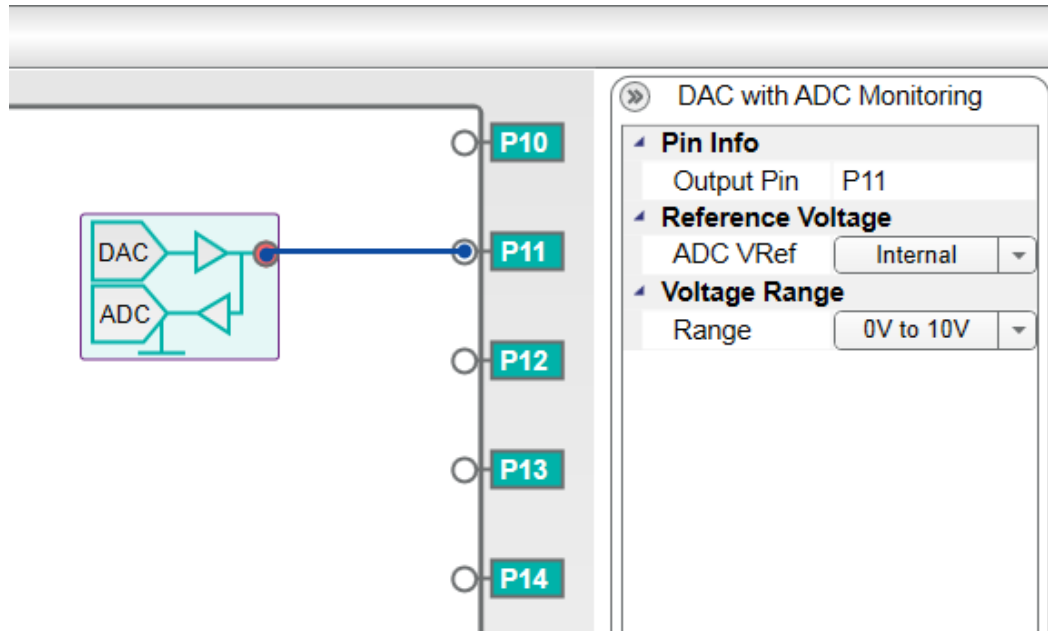 P10
DAC
P11
ADC
P12
P13
P14
DAC with ADC Monitoring
Pin Info
Output Pin P11
Reference Voltage
ADC VRef Internal
Voltage Range
Range 0V to 10V